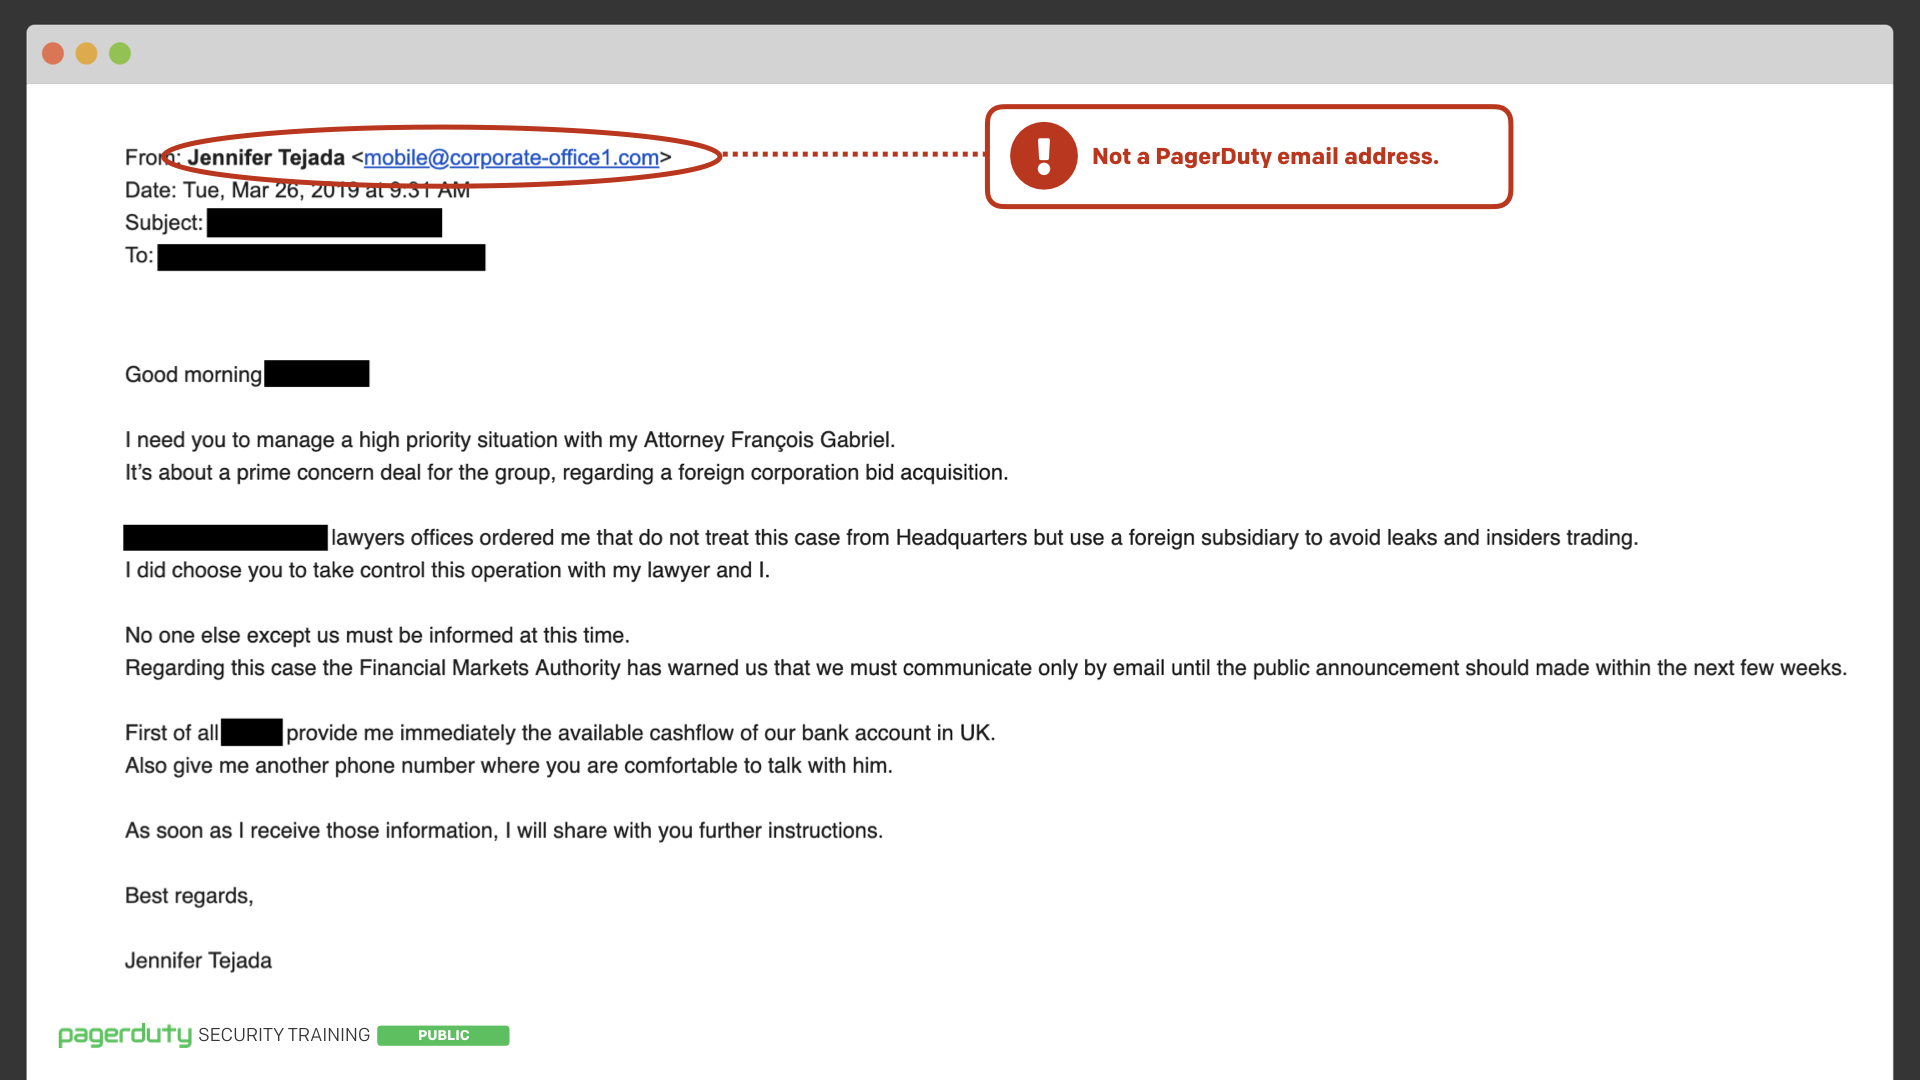 From: Jennifer Tejada <mobile@corporate-office1.com>
Not a PagerDuty email address.
Date: Tue, Mar 26, 2019 at 9:31 AM
Subject:
To:
Good morning
I need you to manage a high priority situation with my Attorney François Gabriel.
It’s about a prime concern deal for the group, regarding a foreign corporation bid acquisition.
lawyers offices ordered me that do not treat this case from Headquarters but use a foreign subsidiary to avoid leaks and insiders trading.
I did choose you to take control this operation with my lawyer and I.
No one else except us must be informed at this time.
Regarding this case the Financial Markets Authority has warned us that we must communicate only by email until the public announcement should made within the next few weeks.
First of all provide me immediately the available cashflow of our bank account in UK.
Also give me another phone number where you are comfortable to talk with him.
As soon as I receive those information, I will share with you further instructions.
Best regards,
Jennifer Tejada
pagerduty SECURITY TRAINING PUBLIC